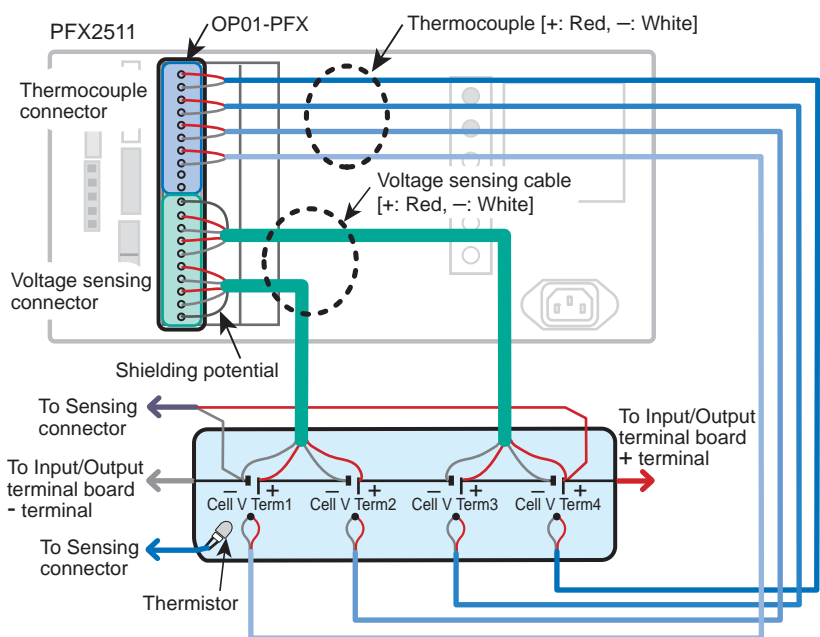 PFX2511
OP01-PFX
Thermocouple [+: Red, –: White]
Thermocouple
connector
Voltage sensing cable
[+: Red, –: White]
Voltage sensing
connector
Shielding potential
To Sensing
connector
To Input/Output
terminal board
+ terminal
To Input/Output
terminal board
- terminal
– + – + – + – +
Cell V Term1 Cell V Term2 Cell V Term3 Cell V Term4
To Sensing
connector
Thermistor